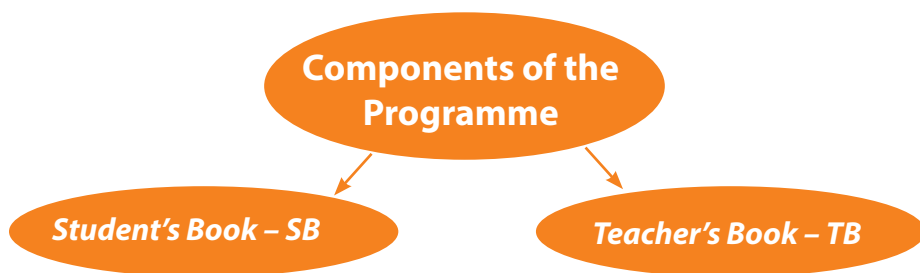 Components of the
Programme
Student's Book – SB
Teacher's Book – TB